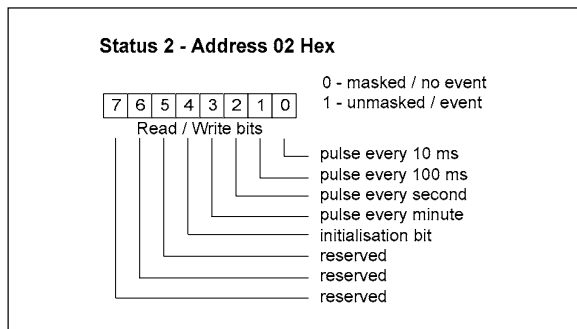 Status 2 - Address 02 Hex
0 - masked / no event
1 - unmasked / event
7 6 5 4 3 2 1 0
Read / Write bits
pulse every 10 ms
pulse every 100 ms
pulse every second
pulse every minute
initialisation bit
reserved
reserved
reserved